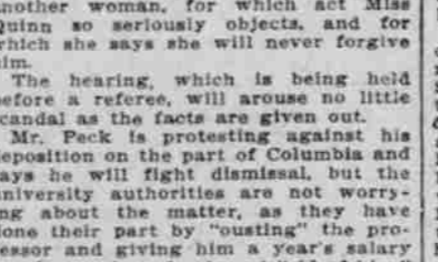 another woman, for which act Miss
Quinn so seriously objects, and for
which she says she will never forgive
him.
The hearing, which is being held
before a referee, will arouse no little
scandal as the facts are given out.
Mr. Peck is protesting against his
deposition on the part of Columbia and
says he will fight dismissal, but the
university authorities are not worry-
ing about the matter, as they have
done their part by "ousting" the pro-
fessor and giving him a year's salary